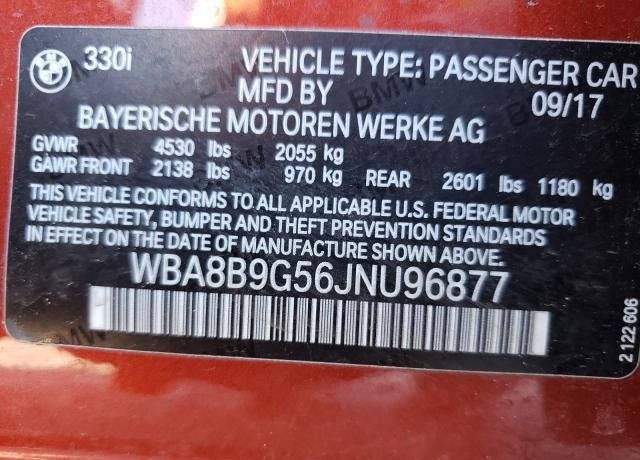 BMW 330i VEHICLE TYPE: PASSENGER CAR
MFD BY 09/17
BAYERISCHE MOTOREN WERKE AG
GVWR 4530 lbs 2055 kg
GAWR FRONT 2138 lbs 970 kg REAR 2601 lbs 1180 kg
THIS VEHICLE CONFORMS TO ALL APPLICABLE U.S. FEDERAL MOTOR
VEHICLE SAFETY, BUMPER AND THEFT PREVENTION STANDARDS
IN EFFECT ON THE DATE OF MANUFACTURE SHOWN ABOVE.
WBA8B9G56JNU96877
2 122 606